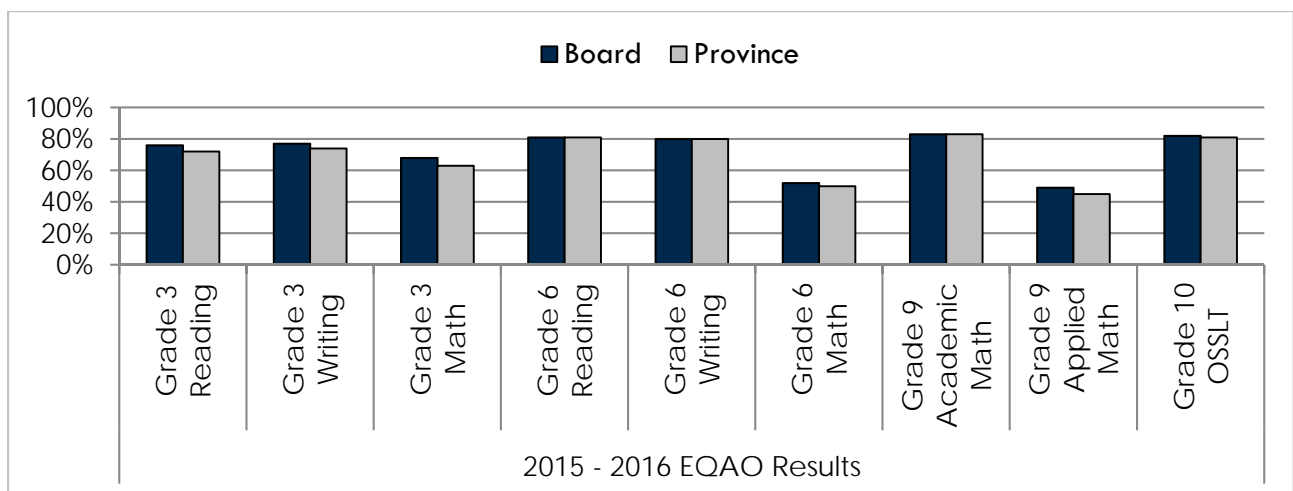 Board Province
100%
80%
60%
40%
20%
0%
Grade 3
Reading
Grade 3
Writing
Grade 3
Math
Grade 6
Reading
Grade 6
Writing
Grade 6
Math
Grade 9
Academic
Math
Grade 9
Applied
Math
Grade 10
OSSLT
2015 - 2016 EQAO Results